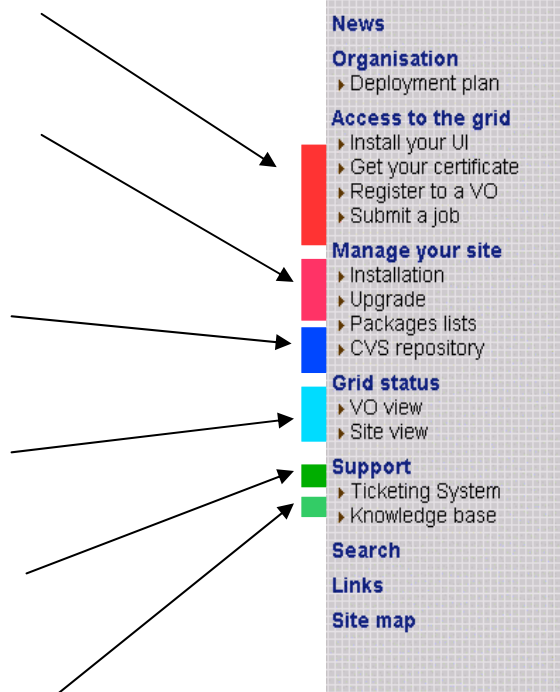 News
Organisation
Deployment plan
Access to the grid
Install your UI
Get your certificate
Register to a VO
Submit a job
Manage your site
Installation
Upgrade
Packages lists
CVS repository
Grid status
VO view
Site view
Support
Ticketing System
Knowledge base
Search
Links
Site map